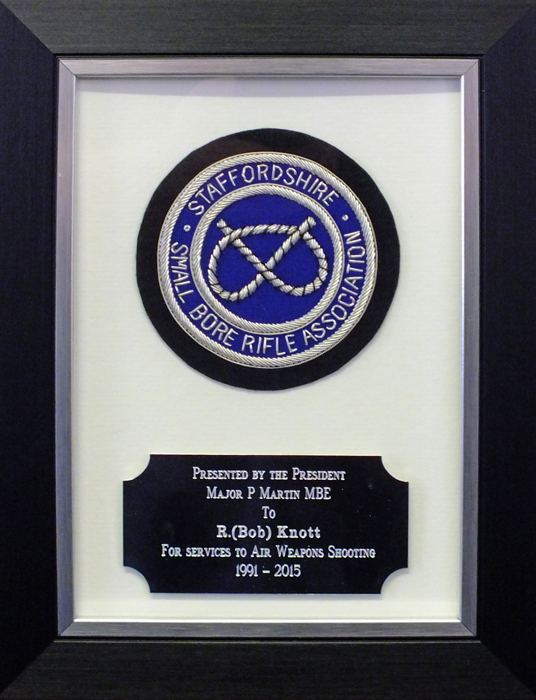 STAFFORDSHIRE
SMALL BORE RIFLE ASSOCIATION
PRESENTED BY THE PRESIDENT
MAJOR P MARTIN MBE
TO
R.(BOB) KNOTT
FOR SERVICES TO AIR WEAPONS SHOOTING
1991 – 2015